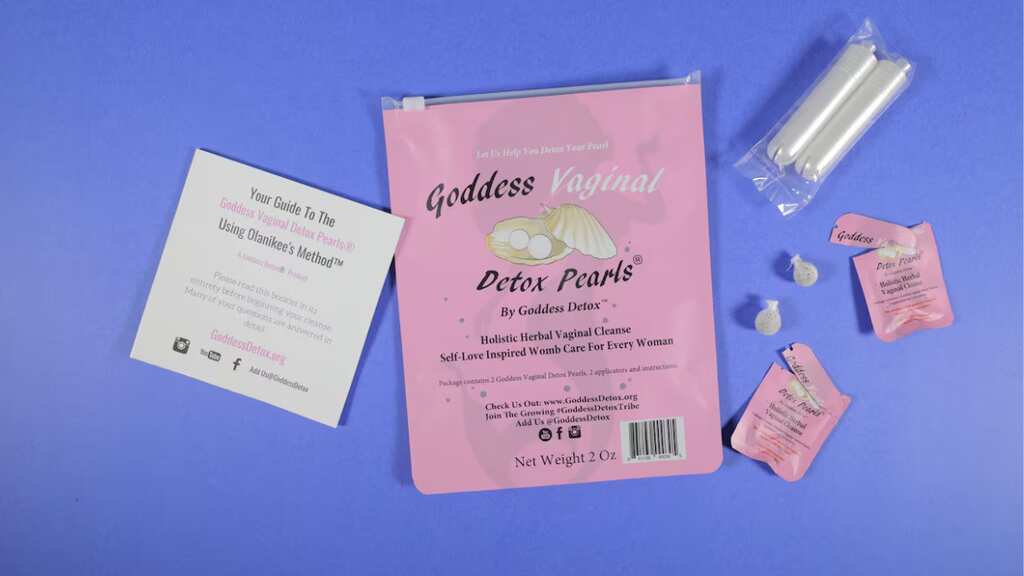 Your Guide To The
Goddess Vaginal Detox Pearls®
Using Olanikee's Method™
A Goddess Detox® Product
Please read this booklet in its
entirety before beginning your cleanse.
Many of your questions are answered in
detail.
GoddessDetox.org
YouTube
Add Us@GoddessDetox
Let Us Help You Detox Your Pearl
Goddess Vaginal
Detox Pearls®
By Goddess Detox™
Holistic Herbal Vaginal Cleanse
Self-Love Inspired Womb Care For Every Woman
Package contains 2 Goddess Vaginal Detox Pearls, 2 applicators and instructions
Check Us Out: www.GoddessDetox.org
Join The Growing #GoddessDetoxTribe
Add Us @GoddessDetox
Net Weight 2 Oz
Goddess
Detox Pearls
Holistic Herbal
Vaginal Cleanse
Goddess
Detox Pearls
Holistic Herbal
Vaginal Cleanse